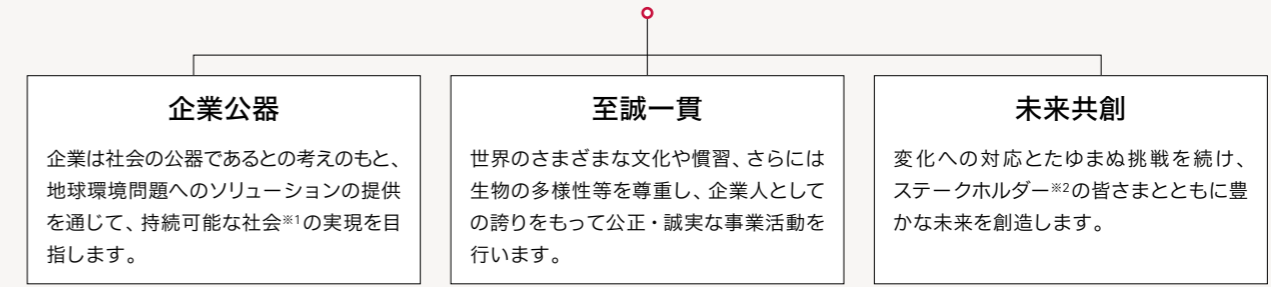 企業公器
企業は社会の公器であるとの考えのもと、
地球環境問題へのソリューションの提供
を通じて、持続可能な社会※1の実現を目
指します。
至誠一貫
世界のさまざまな文化や慣習、さらには
生物の多様性等を尊重し、企業人として
の誇りをもって公正・誠実な事業活動を
行います。
未来共創
変化への対応とたゆまぬ挑戦を続け、
ステークホルダー※2の皆さまとともに豊
かな未来を創造します。